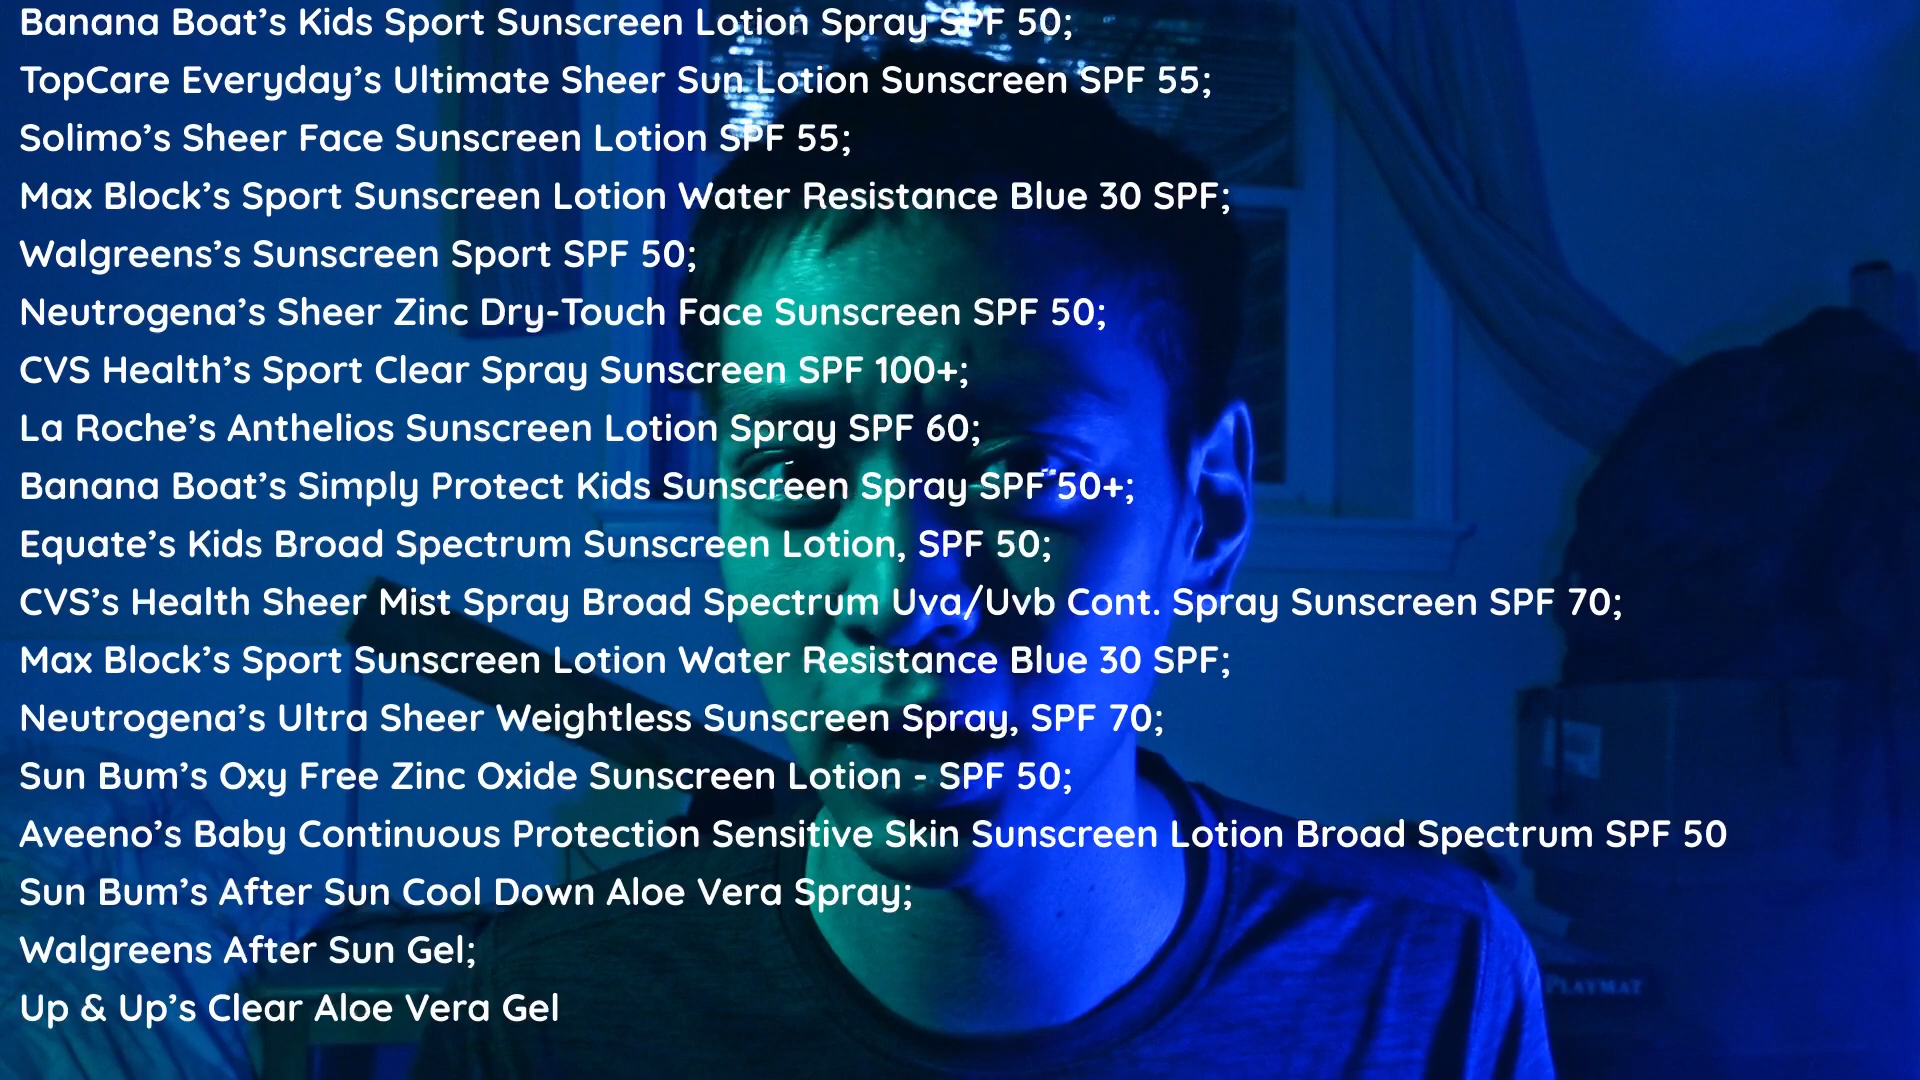 Banana Boat’s Kids Sport Sunscreen Lotion Spray SPF 50;
TopCare Everyday’s Ultimate Sheer Sun Lotion Sunscreen SPF 55;
Solimo’s Sheer Face Sunscreen Lotion SPF 55;
Max Block’s Sport Sunscreen Lotion Water Resistance Blue 30 SPF;
Walgreens’s Sunscreen Sport SPF 50;
Neutrogena’s Sheer Zinc Dry-Touch Face Sunscreen SPF 50;
CVS Health’s Sport Clear Spray Sunscreen SPF 100+;
La Roche’s Anthelios Sunscreen Lotion Spray SPF 60;
Banana Boat’s Simply Protect Kids Sunscreen Spray SPF 50+;
Equate’s Kids Broad Spectrum Sunscreen Lotion, SPF 50;
CVS’s Health Sheer Mist Spray Broad Spectrum Uva/Uvb Cont. Spray Sunscreen SPF 70;
Max Block’s Sport Sunscreen Lotion Water Resistance Blue 30 SPF;
Neutrogena’s Ultra Sheer Weightless Sunscreen Spray, SPF 70;
Sun Bum’s Oxy Free Zinc Oxide Sunscreen Lotion - SPF 50;
Aveeno’s Baby Continuous Protection Sensitive Skin Sunscreen Lotion Broad Spectrum SPF 50
Sun Bum’s After Sun Cool Down Aloe Vera Spray;
Walgreens After Sun Gel;
PLAYMAT
Up & Up’s Clear Aloe Vera Gel